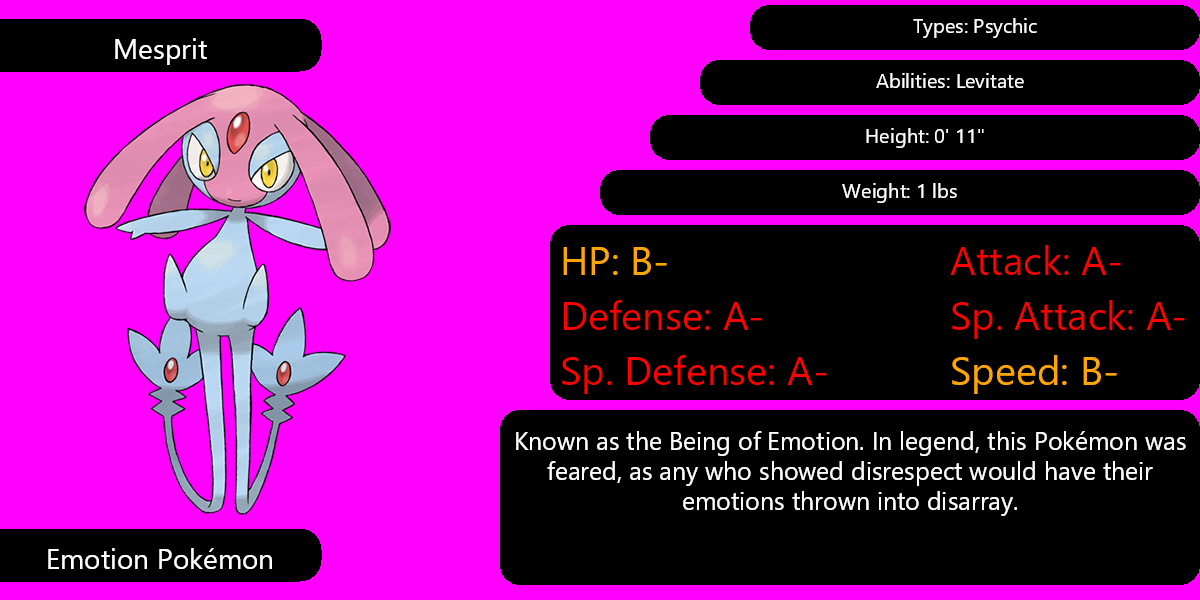 Mesprit
Types: Psychic
Abilities: Levitate
Height: 0' 11"
Weight: 1 lbs
HP: B-
Attack: A-
Defense: A-
Sp. Attack: A-
Sp. Defense: A-
Speed: B-
Known as the Being of Emotion. In legend, this Pokémon was
feared, as any who showed disrespect would have their
emotions thrown into disarray.
Emotion Pokémon